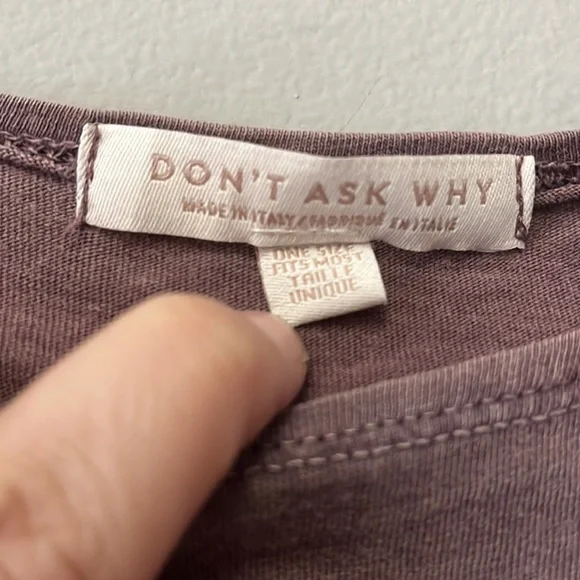 DON'T ASK WHY
MADE IN ITALY/FABRIQUÉ EN ITALIE
ONE SIZE
FITS MOST
TAILLE
UNIQUE